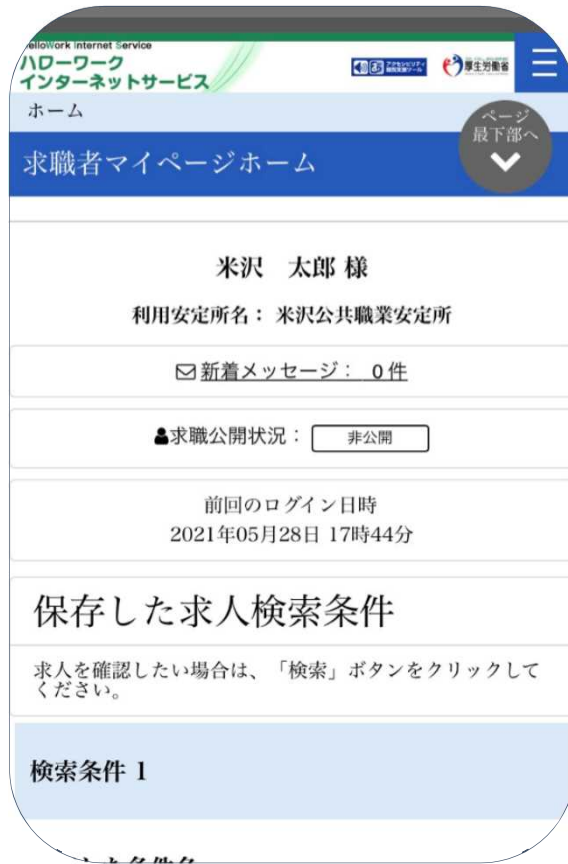 elloWork Internet Service
ハローワーク
インターネットサービス
厚生労働省
ホーム
ページ
最下部へ
求職者マイページホーム
米沢　太郎 様
利用安定所名： 米沢公共職業安定所
新着メッセージ： 0件
求職公開状況： 非公開
前回のログイン日時
2021年05月28日 17時44分
保存した求人検索条件
求人を確認したい場合は、「検索」ボタンをクリックして
ください。
検索条件 1